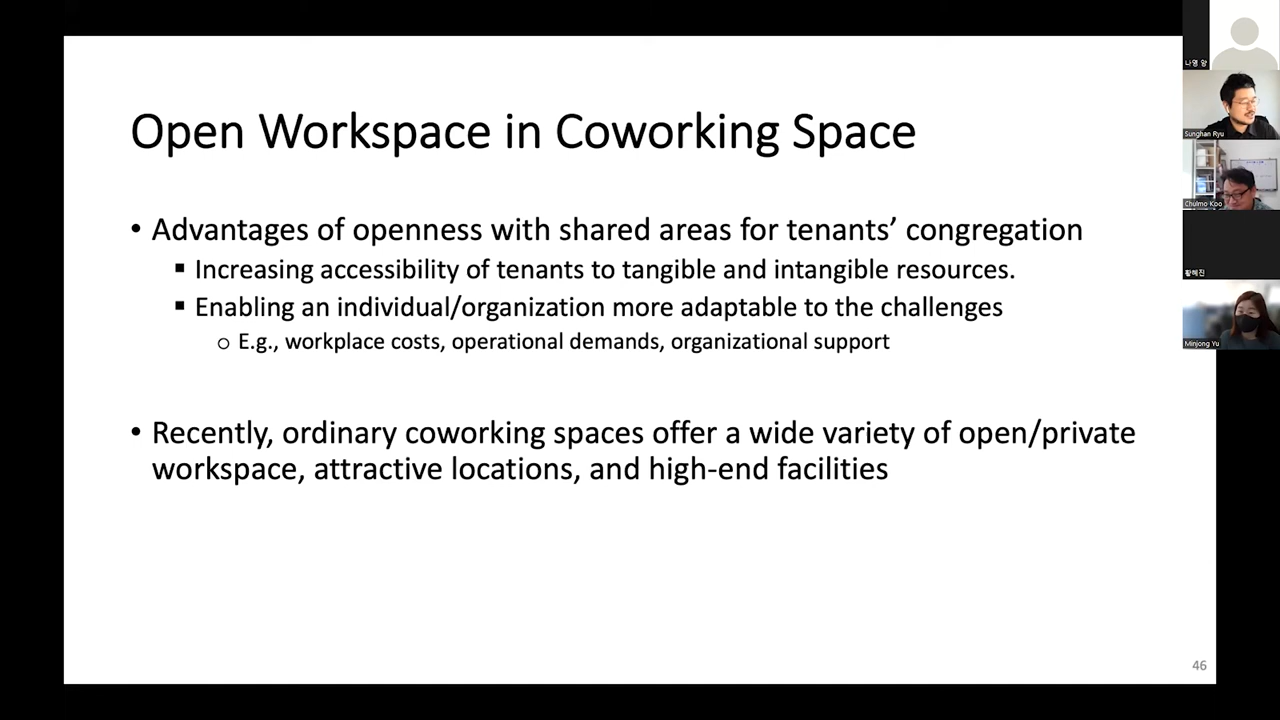 Open Workspace in Coworking Space
• Advantages of openness with shared areas for tenants’ congregation
▪ Increasing accessibility of tenants to tangible and intangible resources.
▪ Enabling an individual/organization more adaptable to the challenges
o E.g., workplace costs, operational demands, organizational support
• Recently, ordinary coworking spaces offer a wide variety of open/private
workspace, attractive locations, and high-end facilities
46
나영 양
Sunghan Ryu
Chulmo Koo
황혜진
Minjong Yu